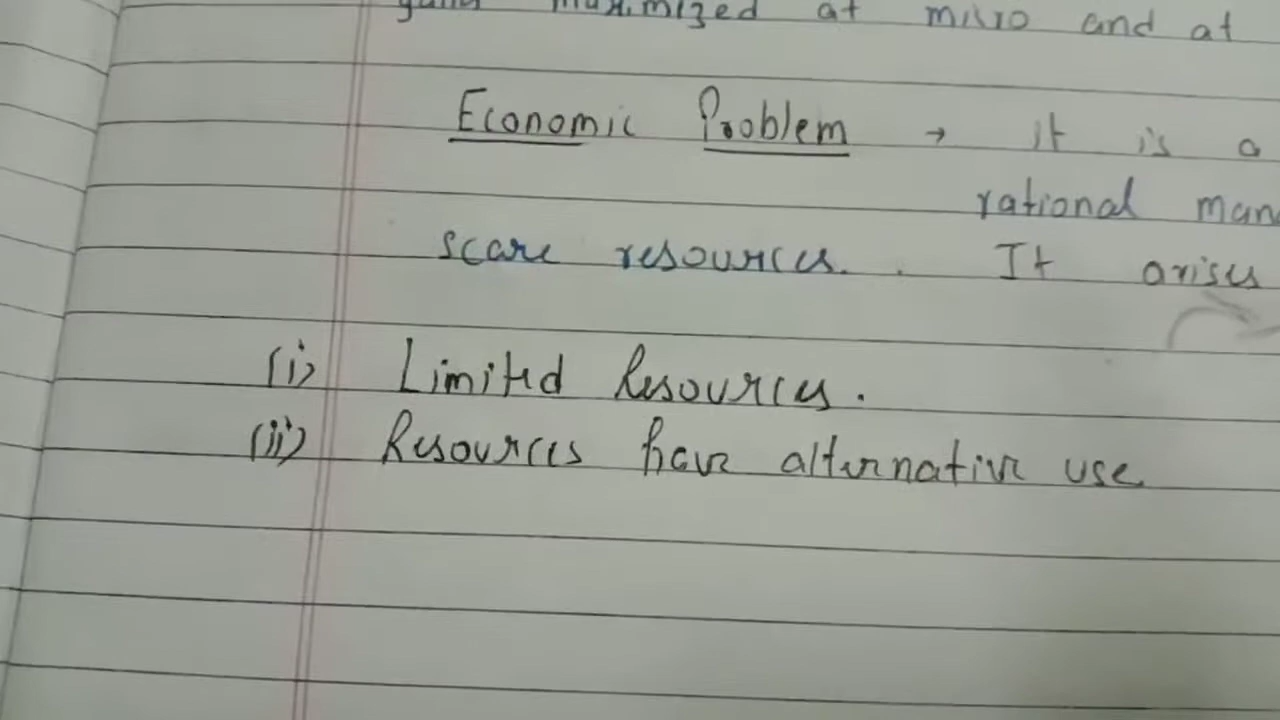 maximized at micro and at
Economic Problem → it is a
rational man
scare resources. . It arises
(i) Limited Resources.
(ii) Resources have alternative use